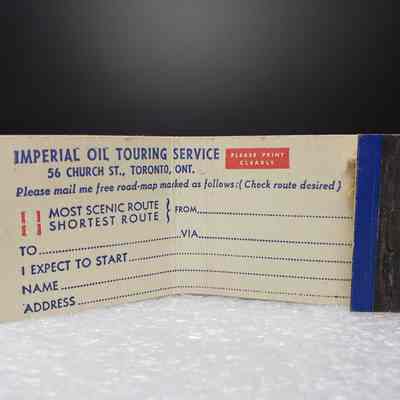 IMPERIAL OIL TOURING SERVICE
PLEASE PRINT
CLEARLY
56 CHURCH ST., TORONTO, ONT.
Please mail me free road-map marked as follows: ( Check route desired )
MOST SCENIC ROUTE
SHORTEST ROUTE
} FROM
TO
VIA
I EXPECT TO START
NAME
ADDRESS